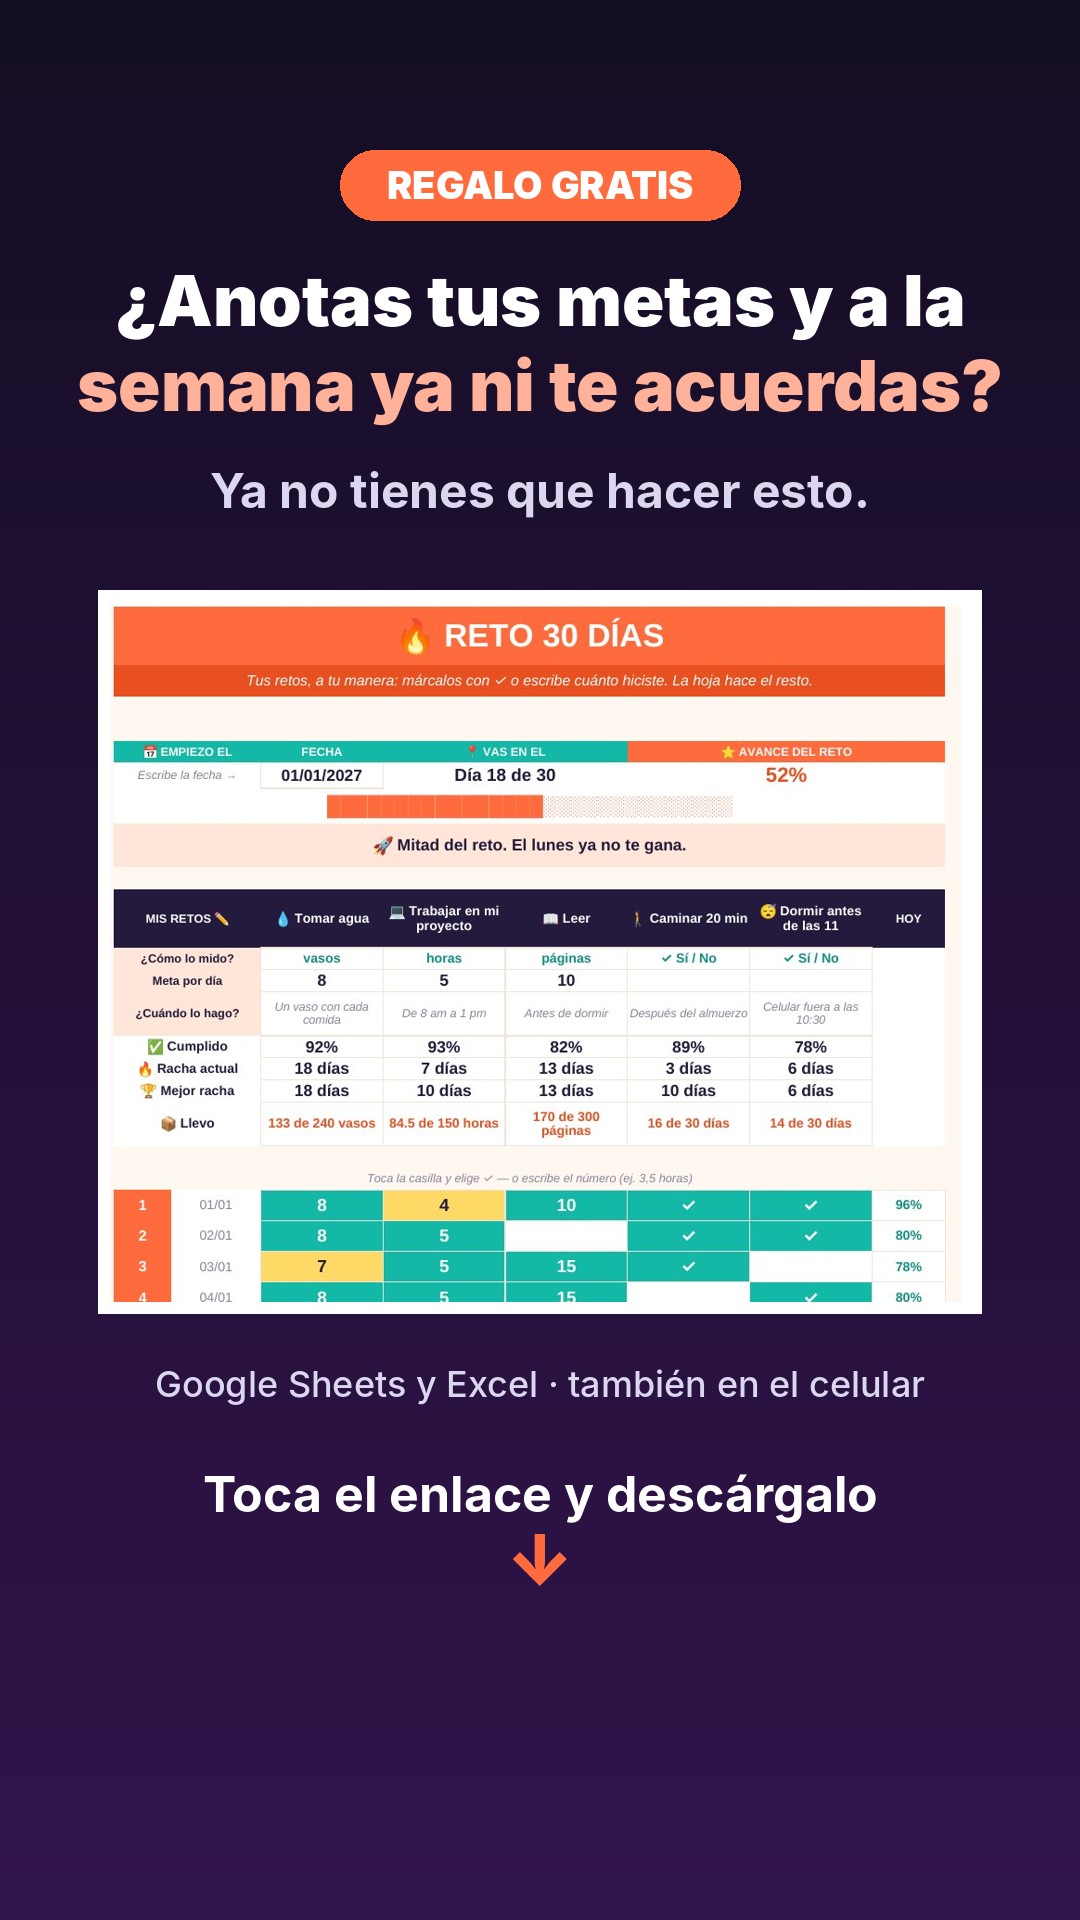 REGALO GRATIS
¿Anotas tus metas y a la
semana ya ni te acuerdas?
Ya no tienes que hacer esto.
🔥 RETO 30 DÍAS
Tus retos, a tu manera: márcalos con ✓ o escribe cuánto hiciste. La hoja hace el resto.
📅 EMPIEZO EL FECHA 📍 VAS EN EL ⭐ AVANCE DEL RETO
Escribe la fecha → 01/01/2027 Día 18 de 30 52%
🚀 Mitad del reto. El lunes ya no te gana.
MIS RETOS ✏️ 💧 Tomar agua 💻 Trabajar en mi proyecto 📖 Leer 🚶 Caminar 20 min 😴 Dormir antes de las 11 HOY
¿Cómo lo mido? vasos horas páginas ✓ Sí / No ✓ Sí / No
Meta por día 8 5 10
¿Cuándo lo hago? Un vaso con cada comida De 8 am a 1 pm Antes de dormir Después del almuerzo Celular fuera a las 10:30
✅ Cumplido 92% 93% 82% 89% 78%
🔥 Racha actual 18 días 7 días 13 días 3 días 6 días
🏆 Mejor racha 18 días 10 días 13 días 10 días 6 días
📦 Llevo 133 de 240 vasos 84.5 de 150 horas 170 de 300 páginas 16 de 30 días 14 de 30 días
Toca la casilla y elige ✓ — o escribe el número (ej. 3,5 horas)
1 01/01 8 4 10 ✓ ✓ 96%
2 02/01 8 5 ✓ ✓ 80%
3 03/01 7 5 15 ✓ 78%
4 04/01 8 5 15 ✓ 80%
Google Sheets y Excel · también en el celular
Toca el enlace y descárgalo
↓